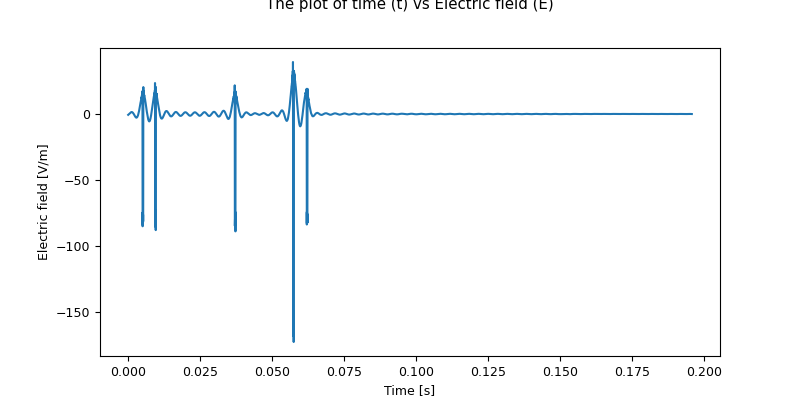 The plot of time (t) vs Electric field (E)
0
−50
−100
−150
Electric field [V/m]
0.000 0.025 0.050 0.075 0.100 0.125 0.150 0.175 0.200
Time [s]